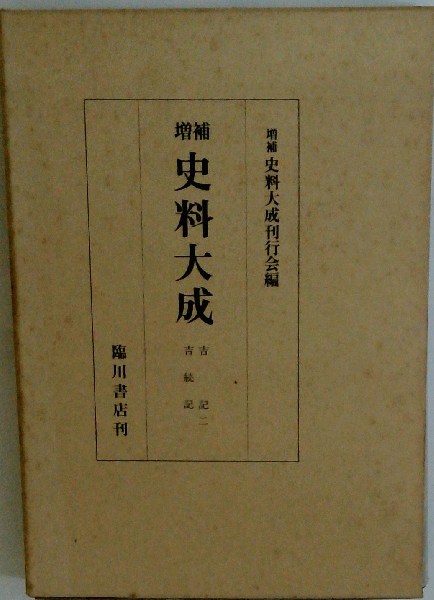 増補 史料大成刊行会編
増補
史料大成
吉記二
吉続記
臨川書店刊